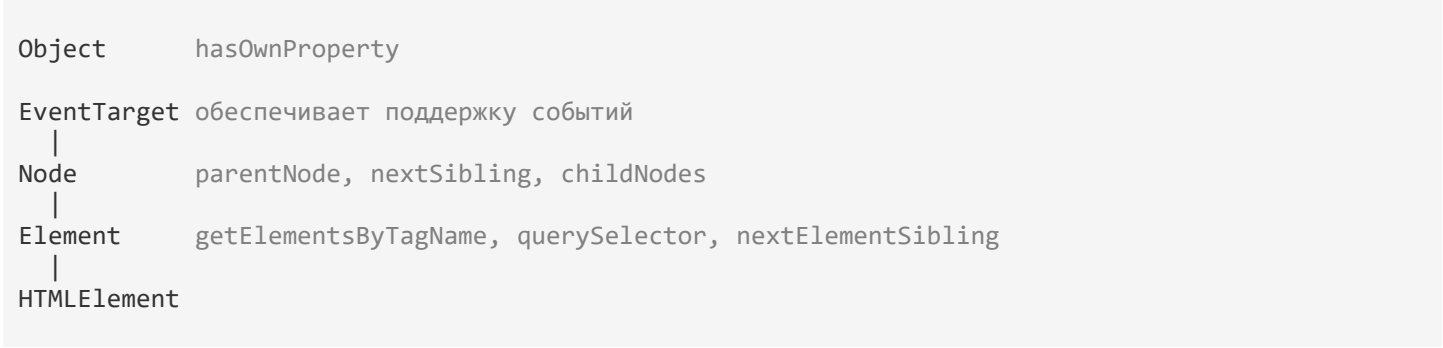 Object hasOwnProperty
EventTarget обеспечивает поддержку событий
|
Node parentNode, nextSibling, childNodes
|
Element getElementsByTagName, querySelector, nextElementSibling
|
HTMLElement